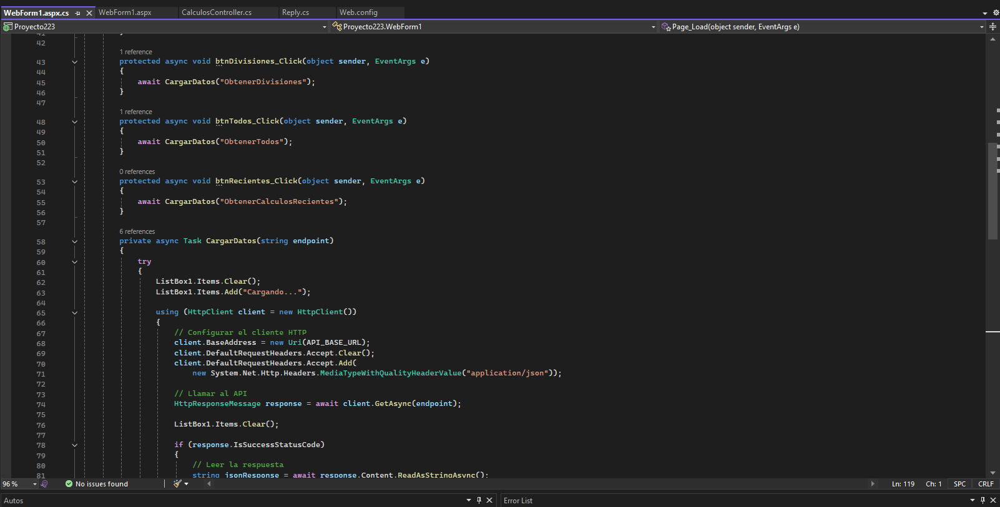 WebForm1.aspx.cs WebForm1.aspx CalculosController.cs Reply.cs Web.config
Proyecto223 Proyecto223.WebForm1 Page_Load(object sender, EventArgs e)
41 }
42
1 reference
43 protected async void btnDivisiones_Click(object sender, EventArgs e)
44 {
45 await CargarDatos("ObtenerDivisiones");
46 }
47
1 reference
48 protected async void btnTodos_Click(object sender, EventArgs e)
49 {
50 await CargarDatos("ObtenerTodos");
51 }
52
0 references
53 protected async void btnRecientes_Click(object sender, EventArgs e)
54 {
55 await CargarDatos("ObtenerCalculosRecientes");
56 }
57
6 references
58 private async Task CargarDatos(string endpoint)
59 {
60 try
61 {
62 ListBox1.Items.Clear();
63 ListBox1.Items.Add("Cargando...");
64
65 using (HttpClient client = new HttpClient())
66 {
67 // Configurar el cliente HTTP
68 client.BaseAddress = new Uri(API_BASE_URL);
69 client.DefaultRequestHeaders.Accept.Clear();
70 client.DefaultRequestHeaders.Accept.Add(
71 new System.Net.Http.Headers.MediaTypeWithQualityHeaderValue("application/json"));
72
73 // Llamar al API
74 HttpResponseMessage response = await client.GetAsync(endpoint);
75
76 ListBox1.Items.Clear();
77
78 if (response.IsSuccessStatusCode)
79 {
80 // Leer la respuesta
81 string jsonResponse = await response.Content.ReadAsStringAsync();
96 % No issues found Ln: 119 Ch: 1 SPC CRLF
Autos Error List